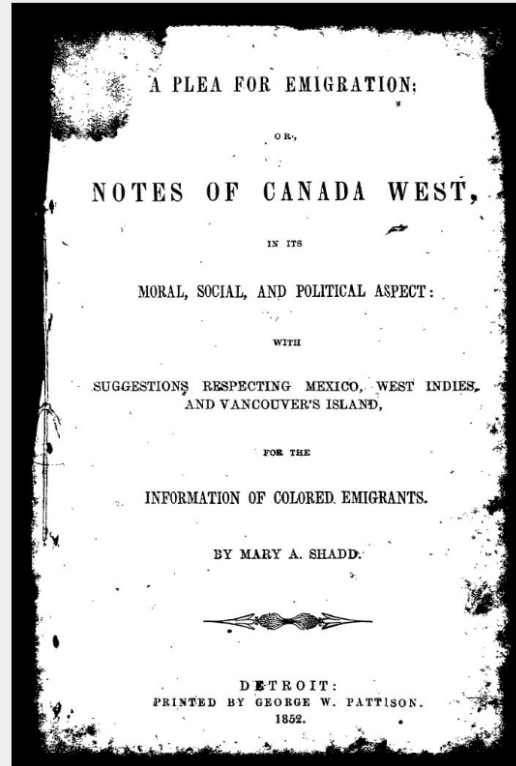 A PLEA FOR EMIGRATION;
OR,
NOTES OF CANADA WEST,
IN ITS
MORAL, SOCIAL, AND POLITICAL ASPECT:
WITH
SUGGESTIONS RESPECTING MEXICO, WEST INDIES,
AND VANCOUVER'S ISLAND,
FOR THE
INFORMATION OF COLORED EMIGRANTS.
BY MARY A. SHADD.
DETROIT:
PRINTED BY GEORGE W. PATTISON.
1852.